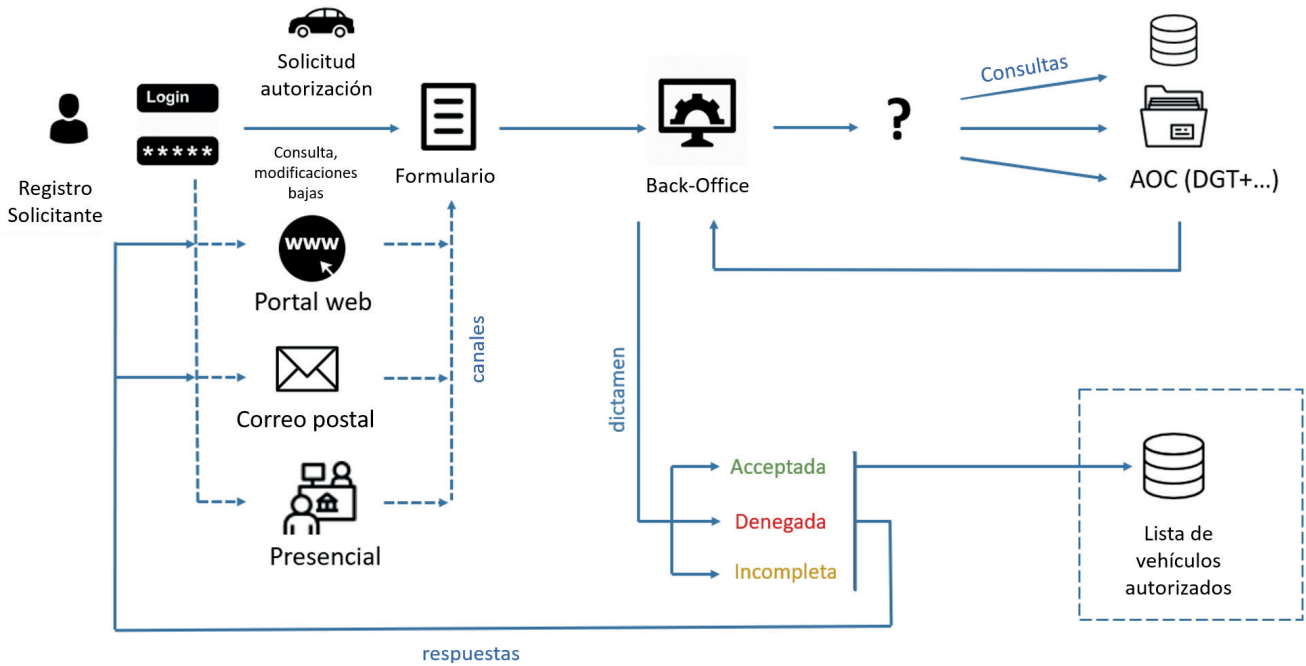 Solicitud
autorización
Login
*****
Consulta,
modificaciones
bajas
Registro
Solicitante
Formulario
Back-Office
?
Consultas
AOC (DGT+...)
www
Portal web
Correo postal
Presencial
canales
dictamen
Acceptada
Denegada
Incompleta
Lista de
vehículos
autorizados
respuestas